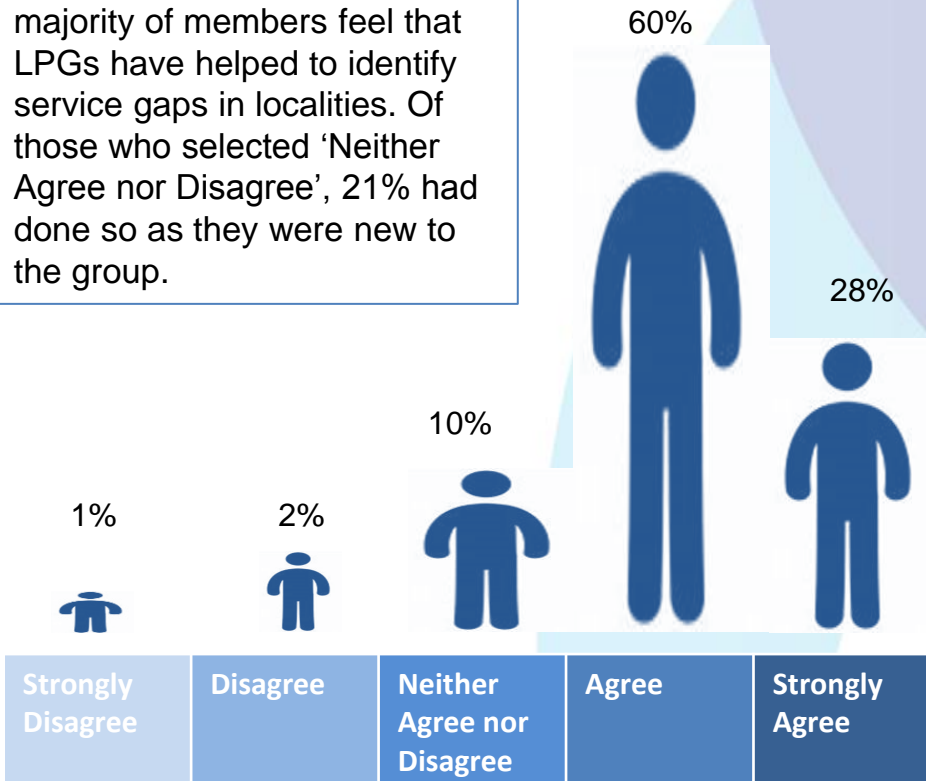 majority of members feel that
LPGs have helped to identify
service gaps in localities. Of
those who selected ‘Neither
Agree nor Disagree’, 21% had
done so as they were new to
the group.
60%
28%
10%
1%
2%
Strongly
Disagree
Disagree
Neither
Agree nor
Disagree
Agree
Strongly
Agree